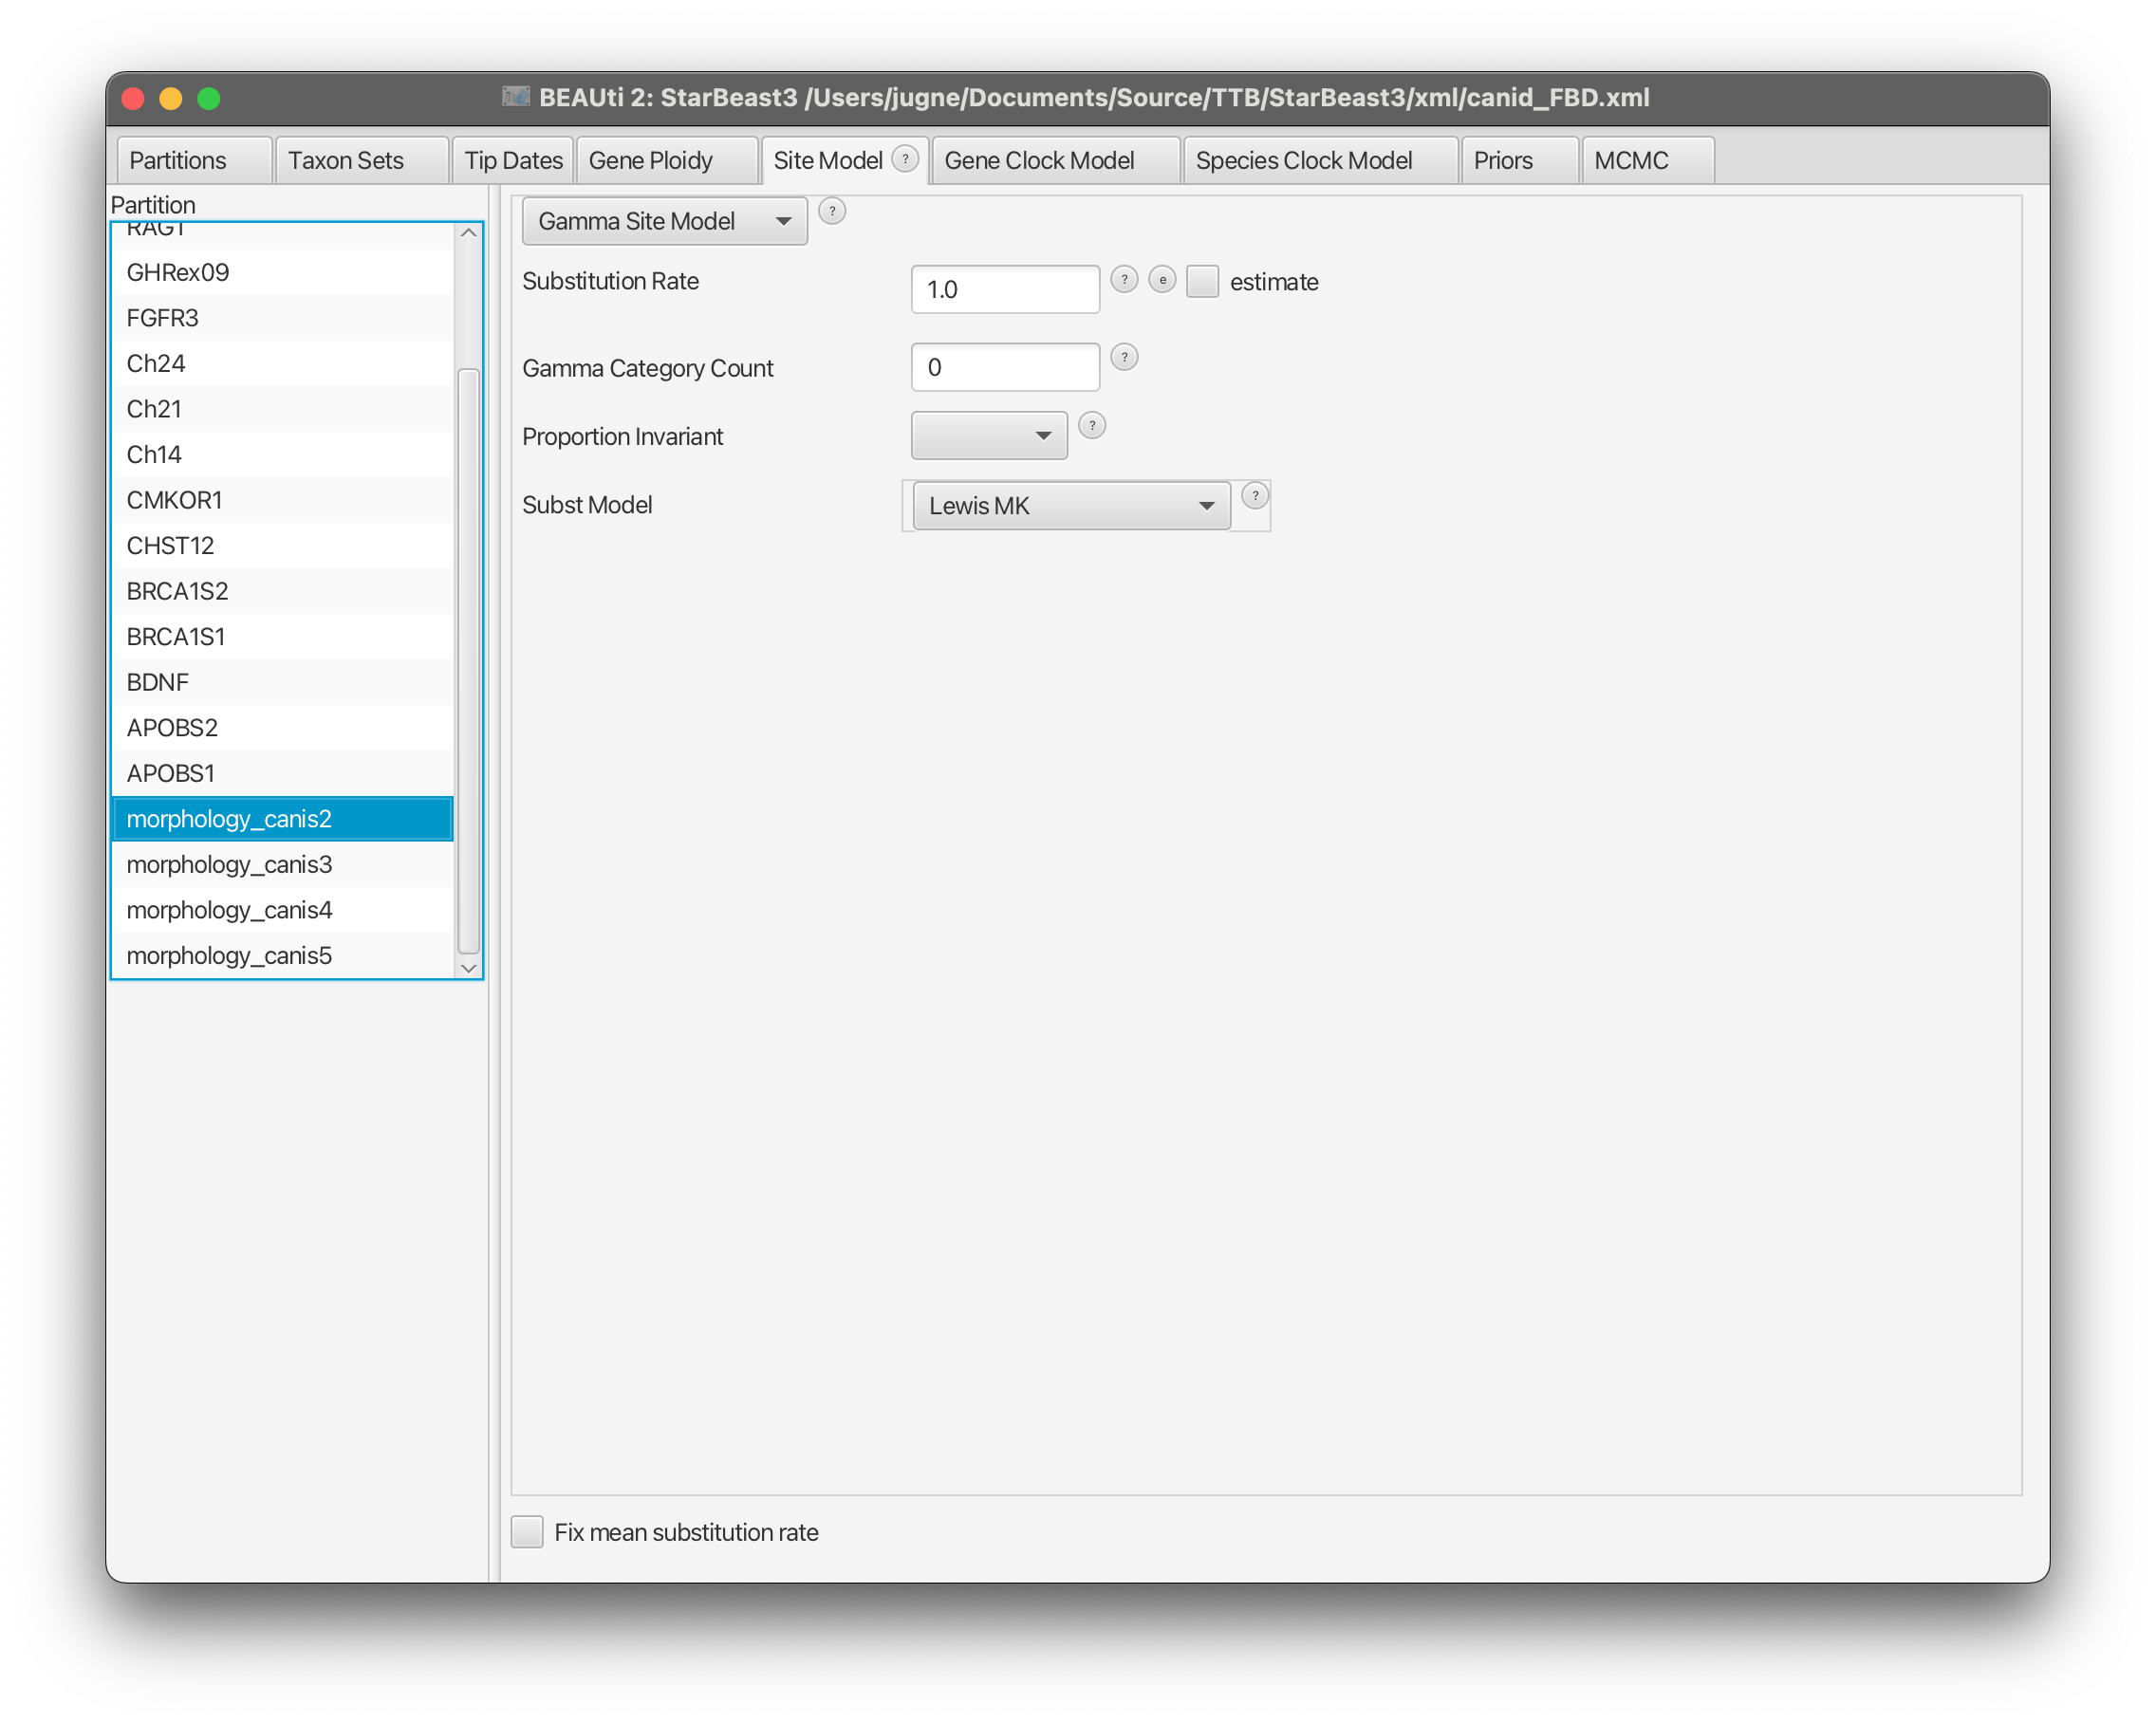 BEAUti 2: StarBeast3 /Users/jugne/Documents/Source/TTB/StarBeast3/xml/canid_FBD.xml
Partitions Taxon Sets Tip Dates Gene Ploidy Site Model ? Gene Clock Model Species Clock Model Priors MCMC
Partition
RAG1
GHRex09
FGFR3
Ch24
Ch21
Ch14
CMKOR1
CHST12
BRCA1S2
BRCA1S1
BDNF
APOBS2
APOBS1
morphology_canis2
morphology_canis3
morphology_canis4
morphology_canis5
Gamma Site Model ?
Substitution Rate 1.0 ? e estimate
Gamma Category Count 0 ?
Proportion Invariant ?
Subst Model Lewis MK ?
Fix mean substitution rate